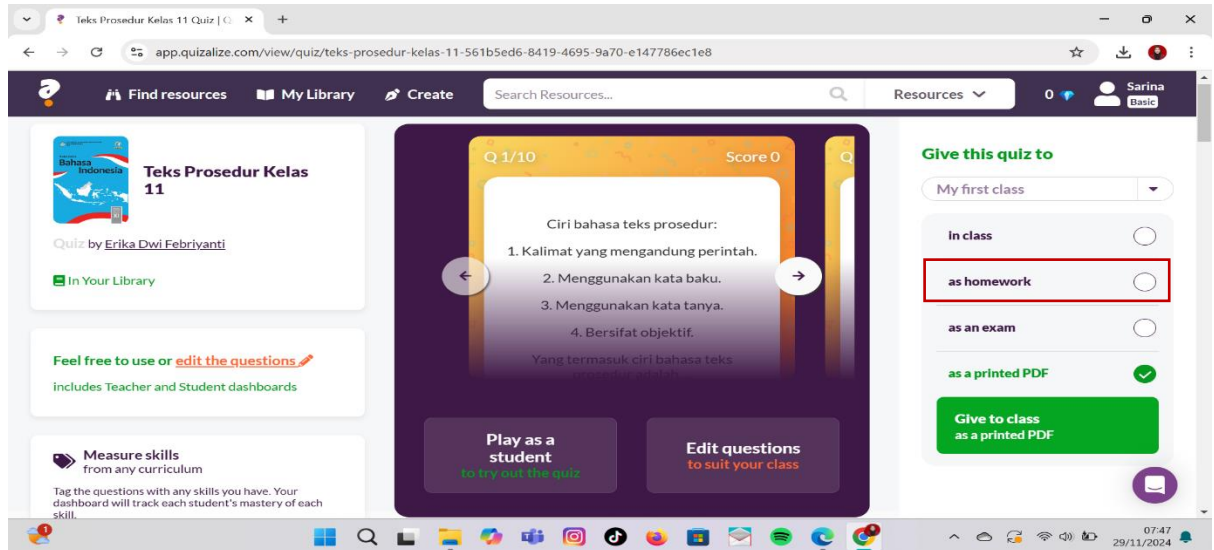 Teks Prosedur Kelas 11 Quiz | Q
app.quizalize.com/view/quiz/teks-prosedur-kelas-11-561b5ed6-8419-4695-9a70-e147786ec1e8
Find resources
My Library
Create
Search Resources...
Resources
0
Sarina
Basic
Bahasa
Indonesia
Teks Prosedur Kelas
11
Quiz by Erika Dwi Febriyanti
In Your Library
Feel free to use or edit the questions
includes Teacher and Student dashboards
Measure skills
from any curriculum
Tag the questions with any skills you have. Your
dashboard will track each student's mastery of each
skill.
Q 1/10
Score 0
Q
Ciri bahasa teks prosedur:
1. Kalimat yang mengandung perintah.
2. Menggunakan kata baku.
3. Menggunakan kata tanya.
4. Bersifat objektif.
Yang termasuk ciri bahasa teks
prosedur adalah
Play as a
student
to try out the quiz
Edit questions
to suit your class
Give this quiz to
My first class
in class
as homework
as an exam
as a printed PDF
Give to class
as a printed PDF
1
07:47
29/11/2024